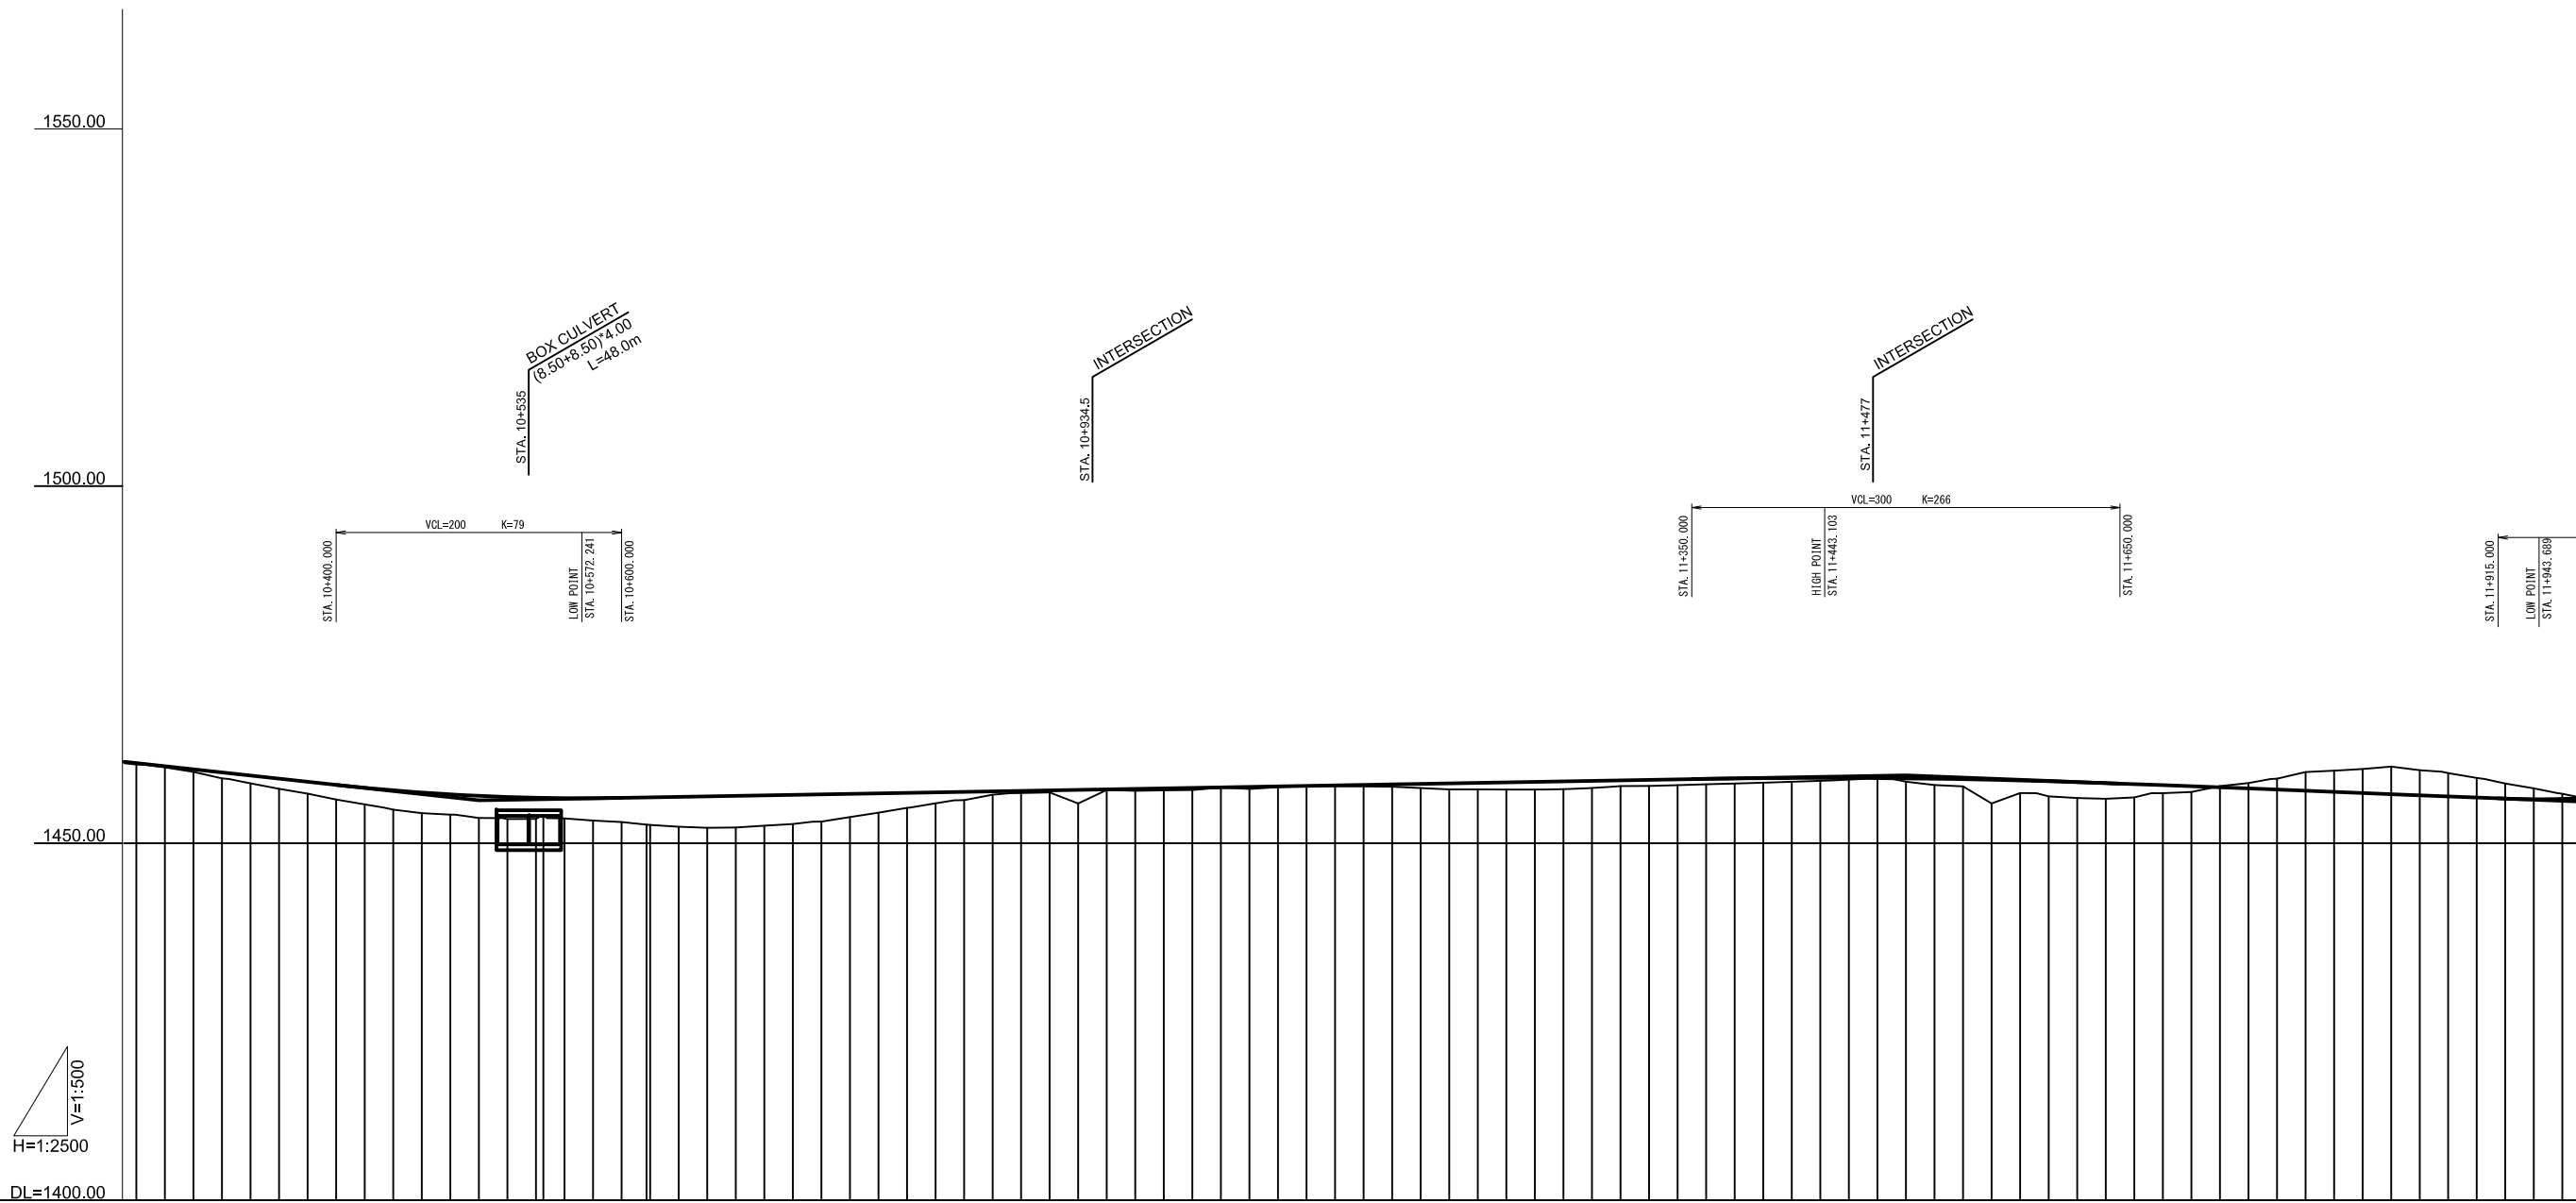 1550.00
1500.00
1450.00
DL=1400.00
V=1:500
H=1:2500
BOX CULVERT
(8.50+8.50)*4.00
L=48.0m
STA. 10+535
INTERSECTION
STA. 10+934.5
INTERSECTION
STA. 11+477
VCL=200 K=79
STA.10+400.000
LOW POINT
STA.10+572.241
STA.10+600.000
VCL=300 K=266
STA.11+350.000
HIGH POINT
STA.11+443.103
STA.11+650.000
STA.11+915.000
LOW POINT
STA.11+943.689